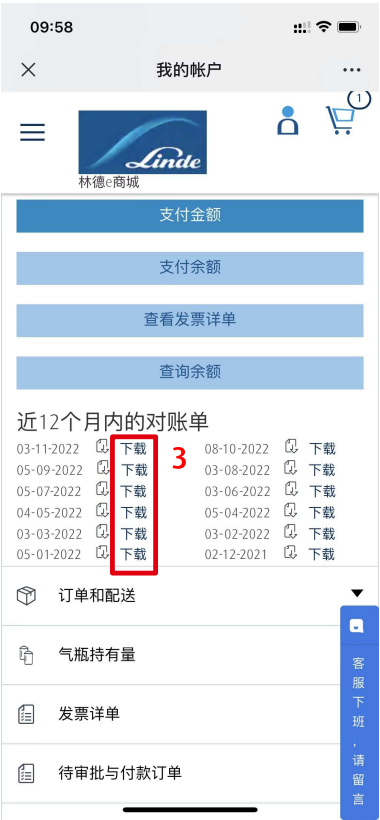 09:58
我的帐户
1
Linde
林德e商城
支付金额
支付余额
查看发票详单
查询余额
近12个月内的对账单
03-11-2022 下载 08-10-2022 下载
05-09-2022 下载 03-08-2022 下载
05-07-2022 下载 03-06-2022 下载
04-05-2022 下载 05-04-2022 下载
03-03-2022 下载 03-02-2022 下载
05-01-2022 下载 02-12-2021 下载
3
订单和配送
气瓶持有量
发票详单
待审批与付款订单
客服下班，请留言